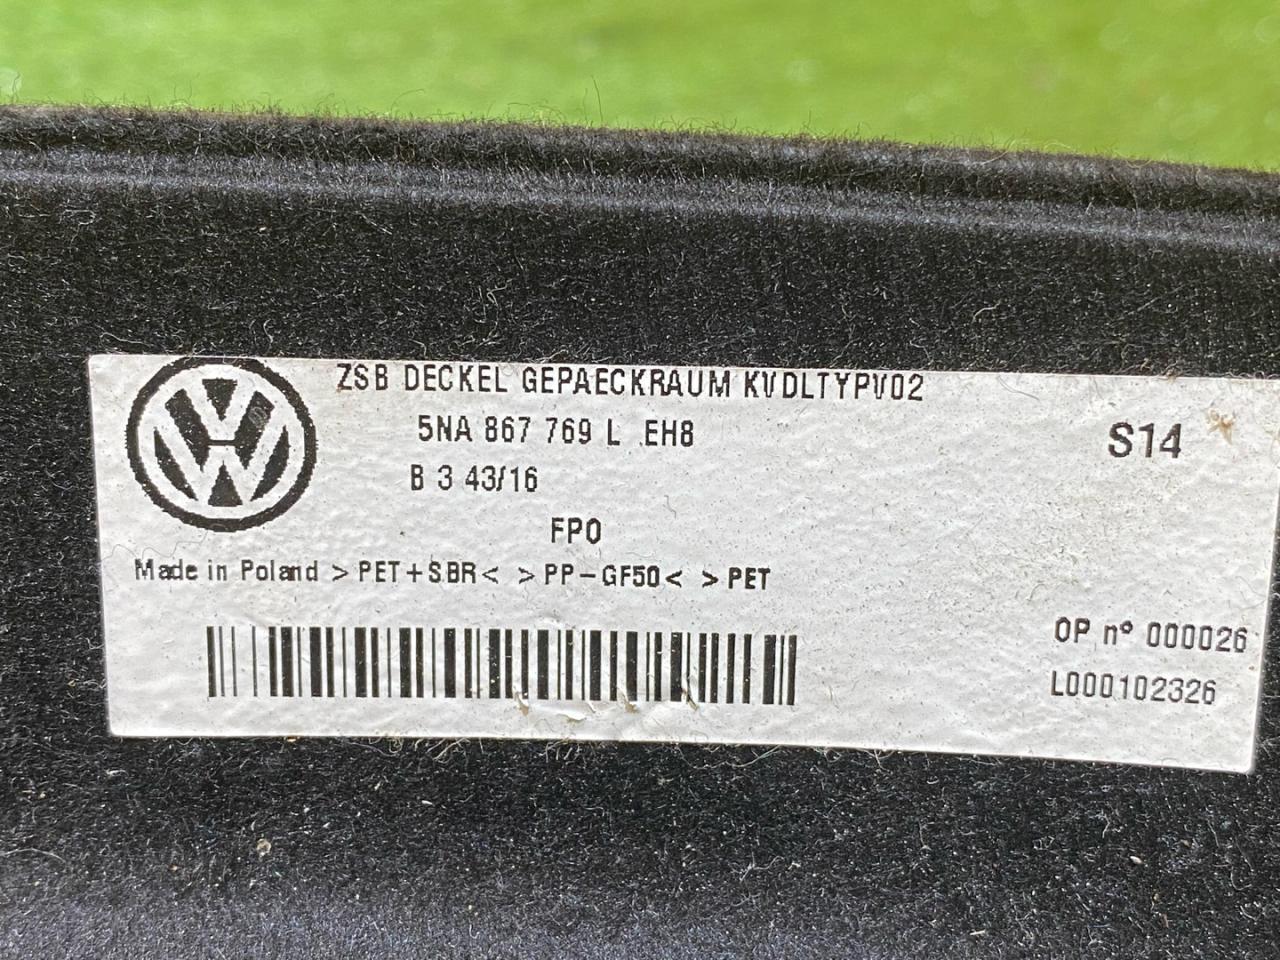 ZSB DECKEL GEPAECKRAUM KVDLTYPV02
5NA 867 769 L EH8
S14
B 3 43/16
FPO
Made in Poland >PET+SBR< >PP-GF50< >PET
OP nº 000026
L000102326